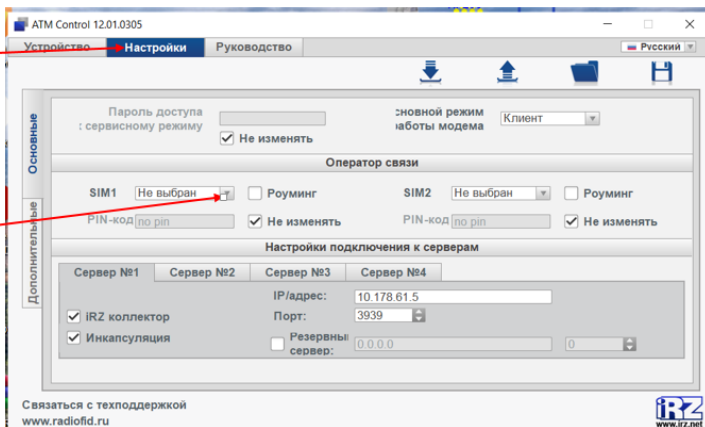 ATM Control 12.01.0305
Устройство Настройки Руководство Русский
Основные
Дополнительные
Пароль доступа
: сервисному режиму
Не изменять
сновной режим
аботы модема
Клиент
Оператор связи
SIM1 Не выбран Роуминг SIM2 Не выбран Роуминг
PIN-код no pin Не изменять PIN-код no pin Не изменять
Настройки подключения к серверам
Сервер №1 Сервер №2 Сервер №3 Сервер №4
IP/адрес: 10.178.61.5
iRZ коллектор Порт: 3939
Инкапсуляция Резервны
сервер: 0.0.0.0 0
Связаться с техподдержкой
www.radiofid.ru
iRZ
www.irz.net